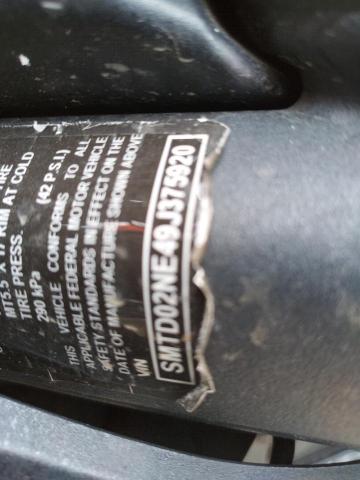 TIRE
MT5.5 X 17 RIM AT COLD
TIRE PRESS.
290 kPa (42 P.S.I.)
THIS VEHICLE CONFORMS TO ALL
APPLICABLE FEDERAL MOTOR VEHICLE
SAFETY STANDARDS IN EFFECT ON THE
DATE OF MANUFACTURE SHOWN ABOVE
VIN
SMTD02NE49J375920